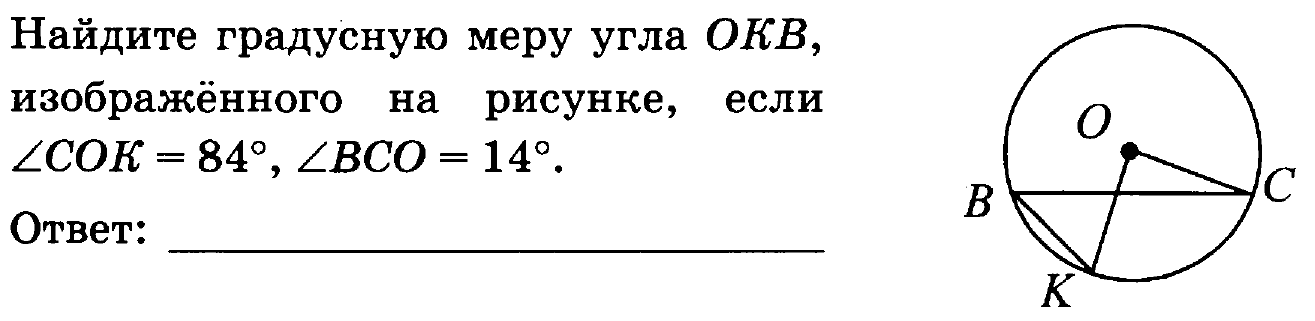 Найдите градусную меру угла OKB,
изображённого на рисунке, если
∠COK = 84°, ∠BCO = 14°.
Ответ:
O
B
C
K